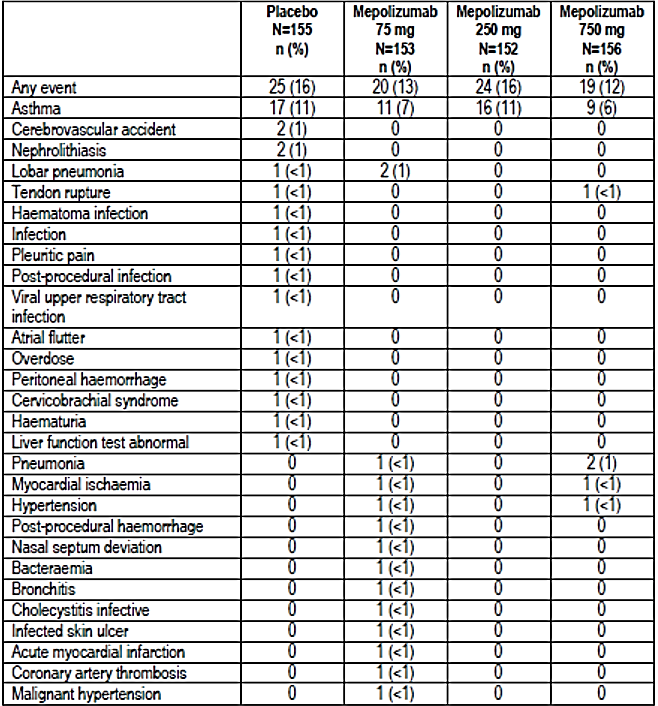 Placebo N=155 n (%) Mepolizumab 75 mg N=153 n (%) Mepolizumab 250 mg N=152 n (%) Mepolizumab 750 mg N=156 n (%)
Any event 25 (16) 20 (13) 24 (16) 19 (12)
Asthma 17 (11) 11 (7) 16 (11) 9 (6)
Cerebrovascular accident 2 (1) 0 0 0
Nephrolithiasis 2 (1) 0 0 0
Lobar pneumonia 1 (<1) 2 (1) 0 0
Tendon rupture 1 (<1) 0 0 1 (<1)
Haematoma infection 1 (<1) 0 0 0
Infection 1 (<1) 0 0 0
Pleuritic pain 1 (<1) 0 0 0
Post-procedural infection 1 (<1) 0 0 0
Viral upper respiratory tract infection 1 (<1) 0 0 0
Atrial flutter 1 (<1) 0 0 0
Overdose 1 (<1) 0 0 0
Peritoneal haemorrhage 1 (<1) 0 0 0
Cervicobrachial syndrome 1 (<1) 0 0 0
Haematuria 1 (<1) 0 0 0
Liver function test abnormal 1 (<1) 0 0 0
Pneumonia 0 1 (<1) 0 2 (1)
Myocardial ischaemia 0 1 (<1) 0 1 (<1)
Hypertension 0 1 (<1) 0 1 (<1)
Post-procedural haemorrhage 0 1 (<1) 0 0
Nasal septum deviation 0 1 (<1) 0 0
Bacteraemia 0 1 (<1) 0 0
Bronchitis 0 1 (<1) 0 0
Cholecystitis infective 0 1 (<1) 0 0
Infected skin ulcer 0 1 (<1) 0 0
Acute myocardial infarction 0 1 (<1) 0 0
Coronary artery thrombosis 0 1 (<1) 0 0
Malignant hypertension 0 1 (<1) 0 0